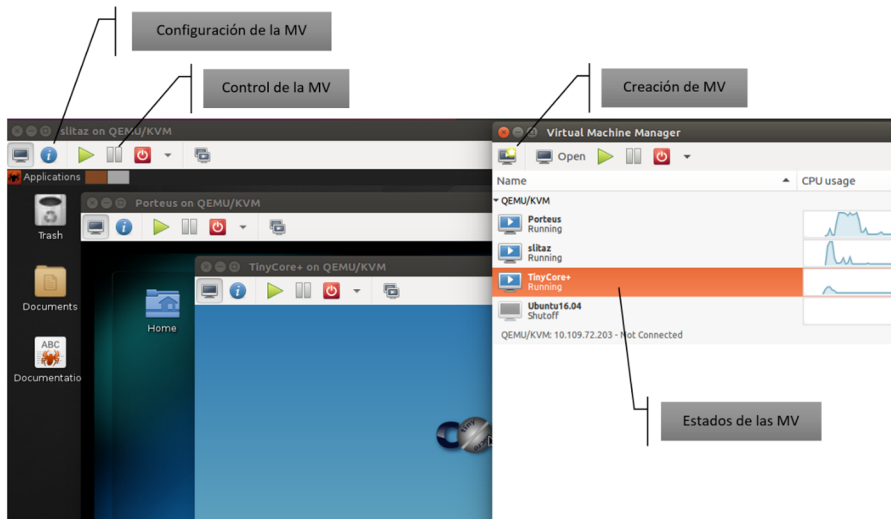 Configuración de la MV
Control de la MV
Creación de MV
slitaz on QEMU/KVM
Virtual Machine Manager
Open
Applications
Name
CPU usage
QEMU/KVM
Trash
Porteus on QEMU/KVM
Porteus
Running
slitaz
Running
TinyCore+ on QEMU/KVM
TinyCore+
Running
Documents
Home
Ubuntu16.04
Shutoff
QEMU/KVM: 10.109.72.203 - Not Connected
ABC
Documentatio
Estados de las MV